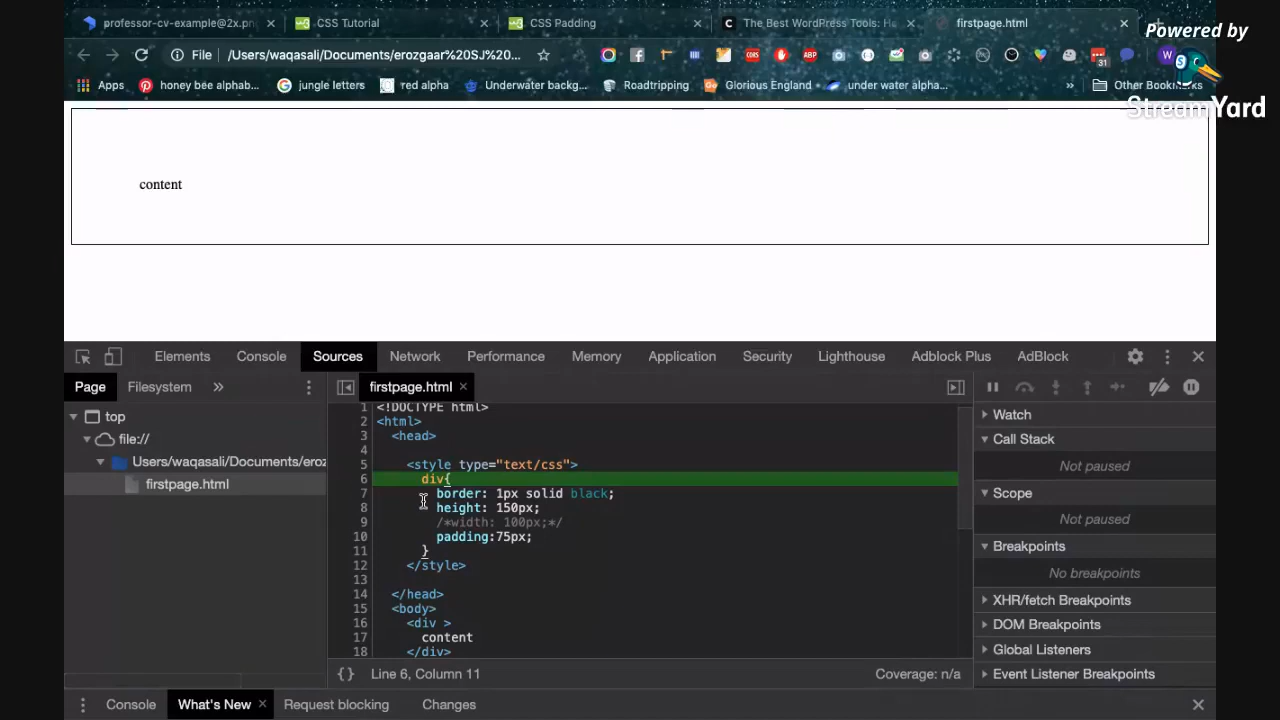 professor-cv-example@2x.pn
CSS Tutorial
CSS Padding
The Best WordPress Tools: He
firstpage.html
Powered by
StreamYard
File
/Users/waqasali/Documents/erozgaar%20SJ%20...
Apps
honey bee alphab...
jungle letters
red alpha
Underwater backg...
Roadtripping
Glorious England
under water alpha...
»
Other Bookmarks
content
Elements
Console
Sources
Network
Performance
Memory
Application
Security
Lighthouse
Adblock Plus
AdBlock
Page
Filesystem
»
firstpage.html
top
file://
Users/waqasali/Documents/eroz
firstpage.html
1 <!DOCTYPE html>
2 <html>
3 <head>
4
5 <style type="text/css">
6 div{
7 border: 1px solid black;
8 height: 150px;
9 /*width: 100px;*/
10 padding:75px;
11 }
12 </style>
13
14 </head>
15 <body>
16 <div >
17 content
18 </div>
{} Line 6, Column 11
Coverage: n/a
Watch
Call Stack
Not paused
Scope
Not paused
Breakpoints
No breakpoints
XHR/fetch Breakpoints
DOM Breakpoints
Global Listeners
Event Listener Breakpoints
Console
What's New
Request blocking
Changes